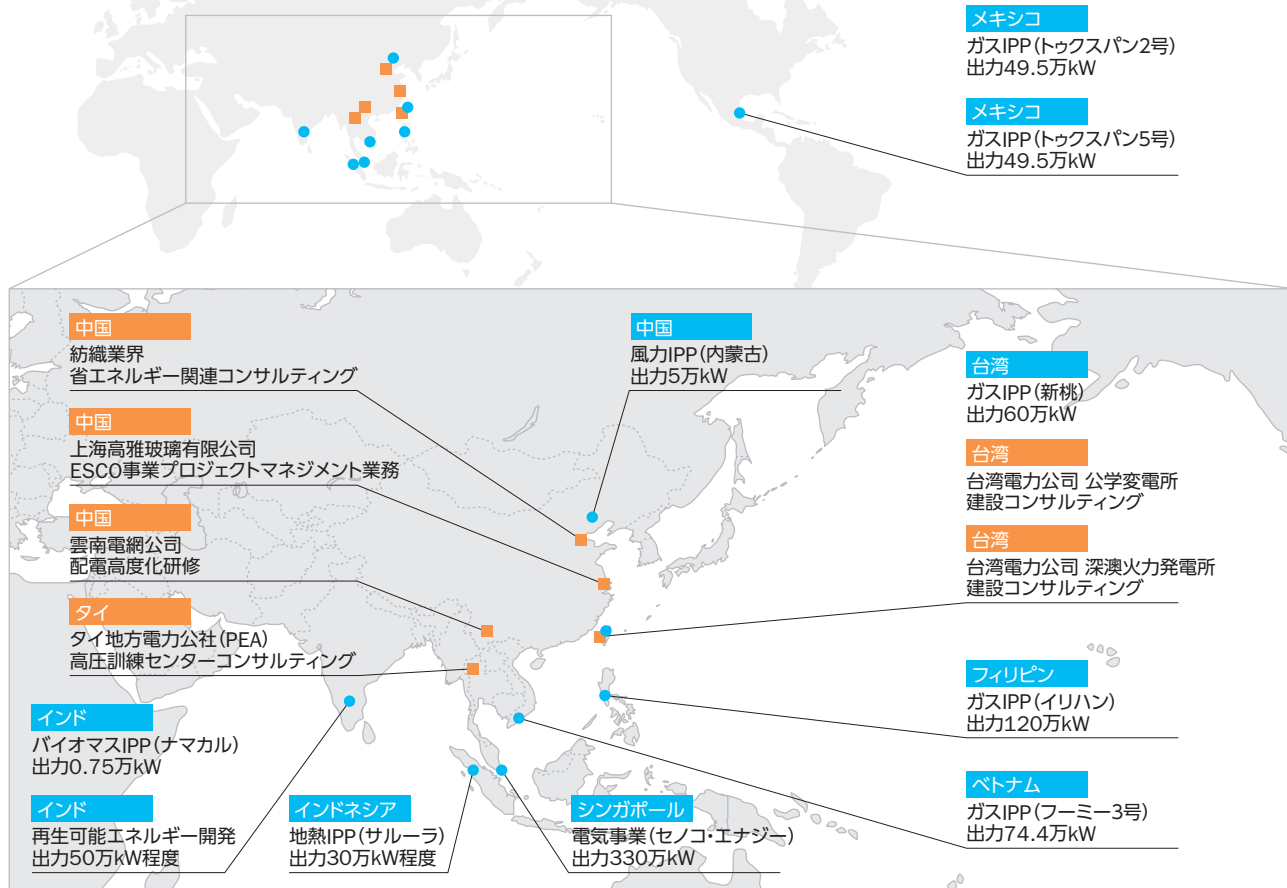 メキシコ
ガスIPP(トゥクスパン2号)
出力49.5万kW
メキシコ
ガスIPP(トゥクスパン5号)
出力49.5万kW
中国
紡織業界
省エネルギー関連コンサルティング
中国
上海高雅玻璃有限公司
ESCO事業プロジェクトマネジメント業務
中国
雲南電網公司
配電高度化研修
タイ
タイ地方電力公社(PEA)
高圧訓練センターコンサルティング
インド
バイオマスIPP(ナマカル)
出力0.75万kW
インド
再生可能エネルギー開発
出力50万kW程度
インドネシア
地熱IPP(サルーラ)
出力30万kW程度
シンガポール
電気事業(セノコ・エナジー)
出力330万kW
中国
風力IPP(内蒙古)
出力5万kW
台湾
ガスIPP(新桃)
出力60万kW
台湾
台湾電力公司 公学変電所
建設コンサルティング
台湾
台湾電力公司 深澳火力発電所
建設コンサルティング
フィリピン
ガスIPP(イリハン)
出力120万kW
ベトナム
ガスIPP(フーミー3号)
出力74.4万kW